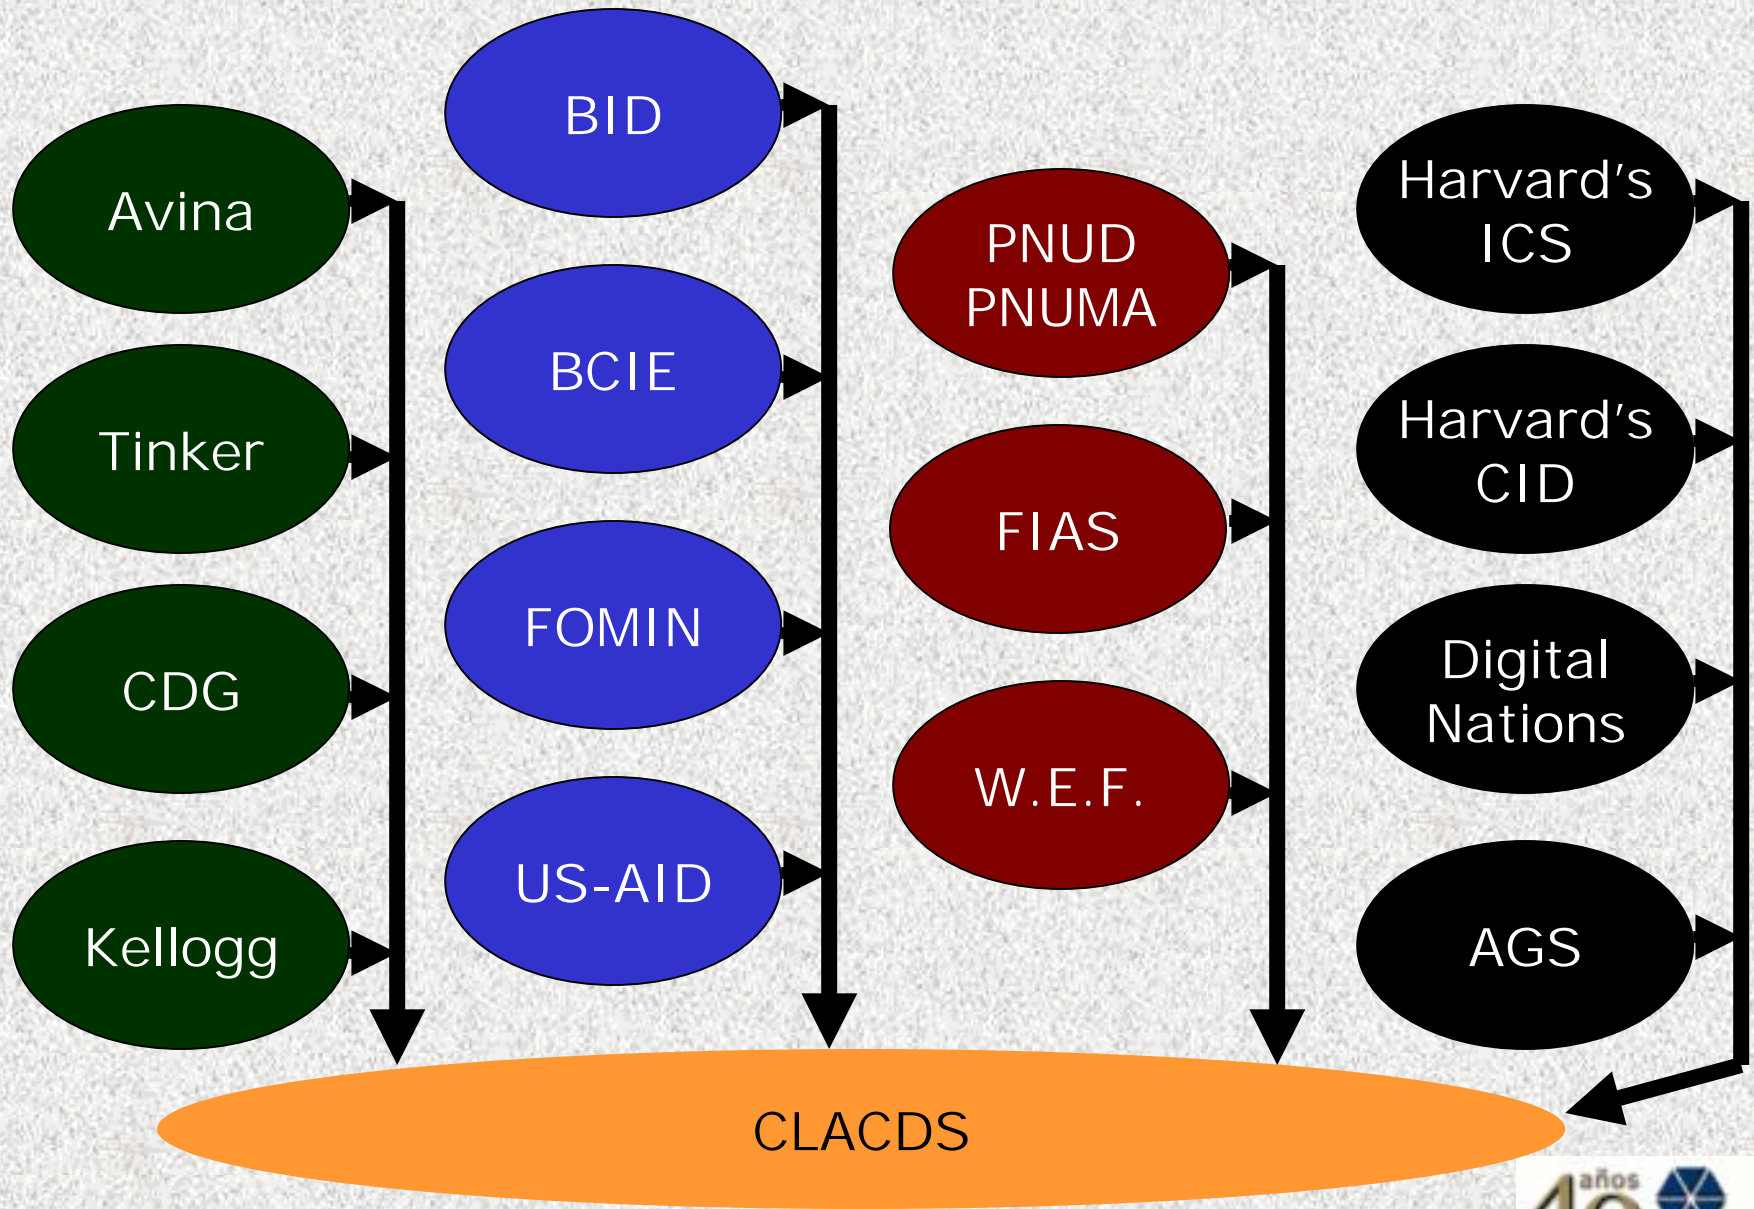 Avina
Tinker
CDG
Kellogg
BID
BCIE
FOMIN
US-AID
PNUD
PNUMA
FIAS
W.E.F.
Harvard's
ICS
Harvard's
CID
Digital
Nations
AGS
CLACDS
años